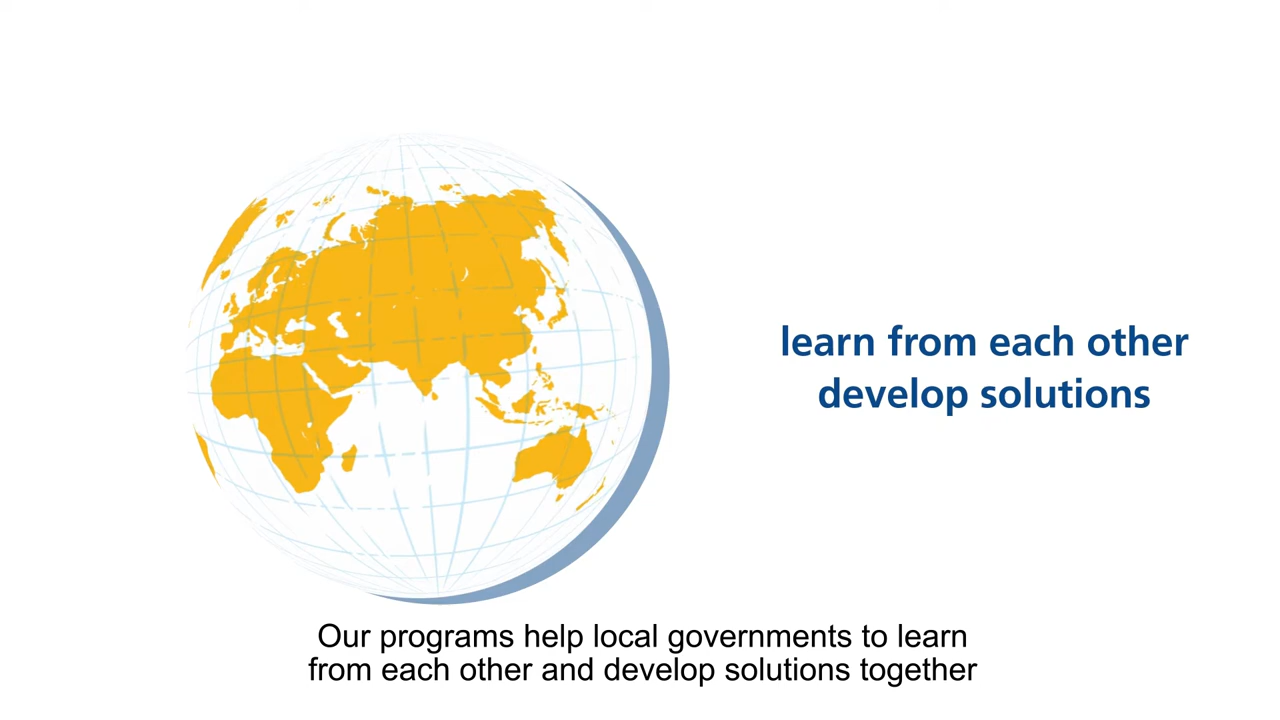 learn from each other
develop solutions
Our programs help local governments to learn
from each other and develop solutions together